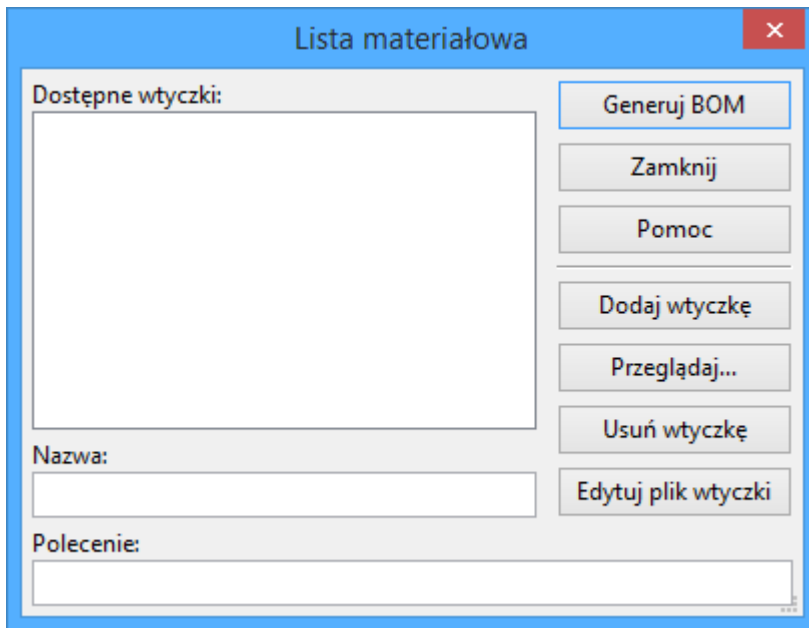 Lista materiałowa
Dostępne wtyczki:
Generuj BOM
Zamknij
Pomoc
Dodaj wtyczkę
Przeglądaj...
Usuń wtyczkę
Nazwa:
Edytuj plik wtyczki
Polecenie: